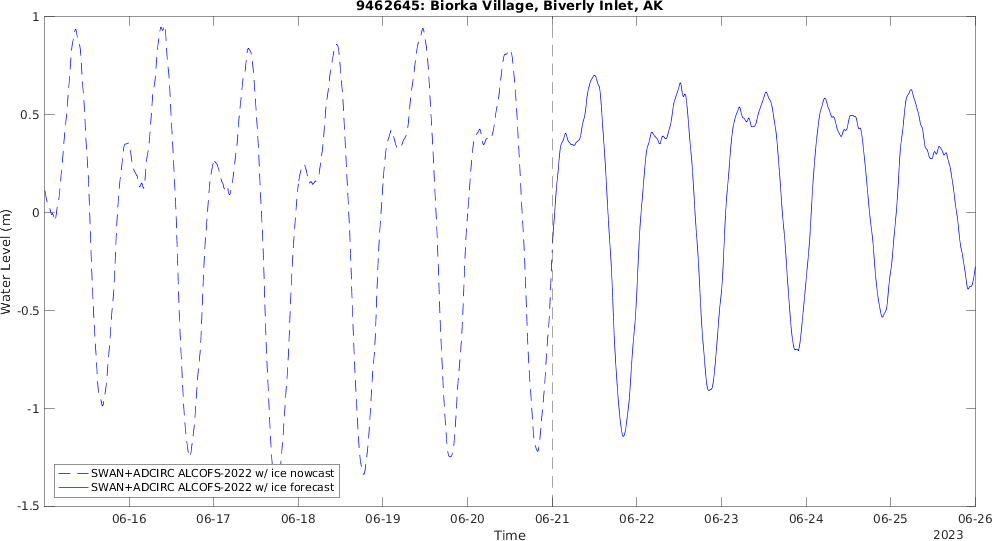 9462645: Biorka Village, Biverly Inlet, AK
1
0.5
0
-0.5
-1
-1.5
Water Level (m)
SWAN+ADCIRC ALCOFS-2022 w/ ice nowcast
SWAN+ADCIRC ALCOFS-2022 w/ ice forecast
06-16 06-17 06-18 06-19 06-20 06-21 06-22 06-23 06-24 06-25 06-26
Time
2023